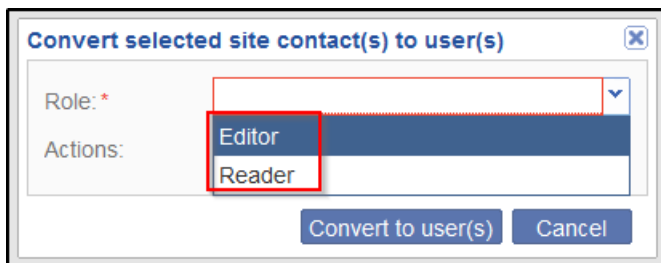 Convert selected site contact(s) to user(s)
Role: *
Editor
Actions:
Reader
Convert to user(s) Cancel